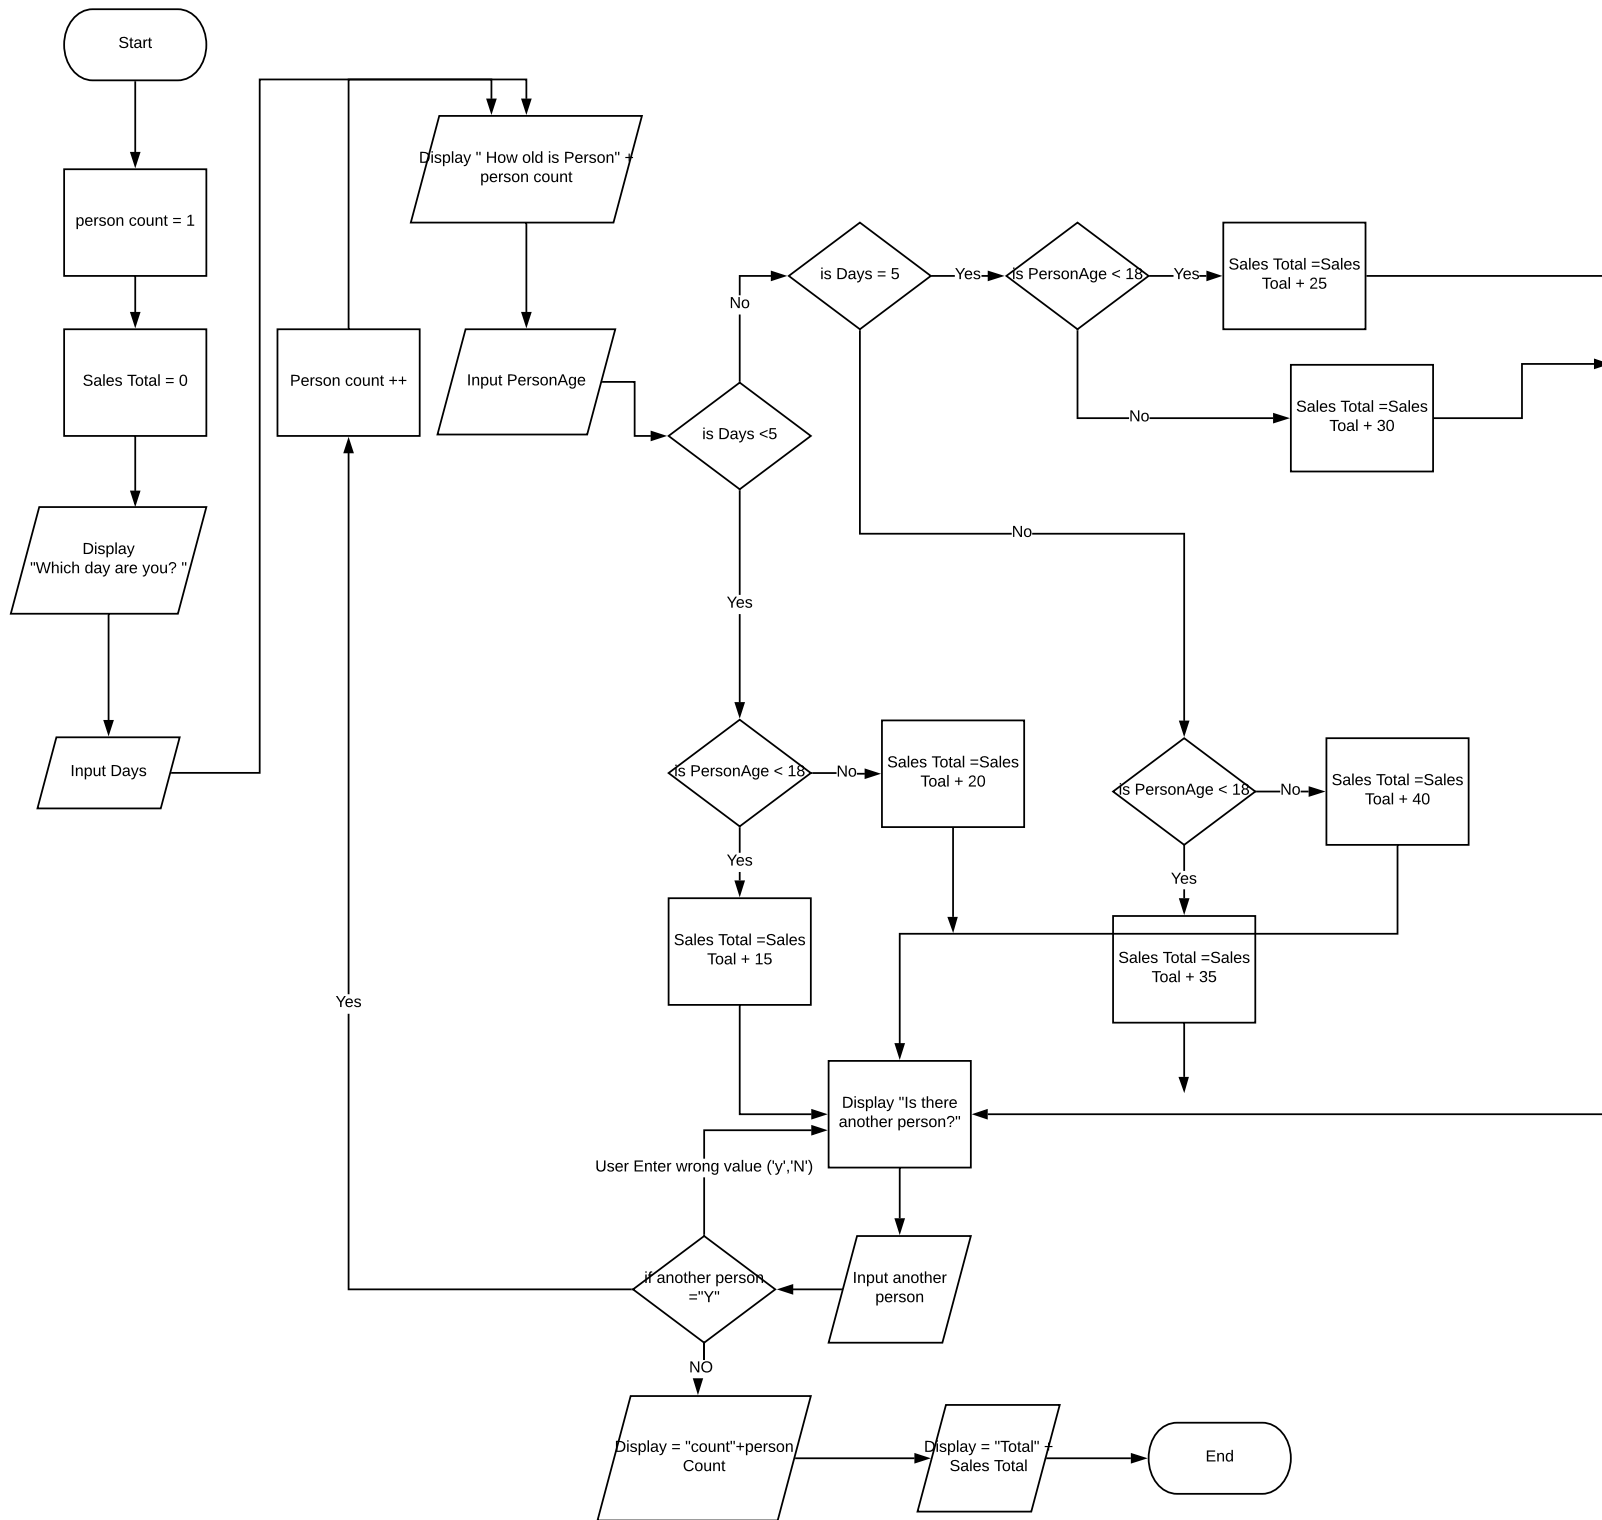 Start
person count = 1
Sales Total = 0
Display
"Which day are you? "
Input Days
Person count ++
Display " How old is Person" +
person count
Input PersonAge
is Days <5
No
is Days = 5
Yes
is PersonAge < 18
Yes
Sales Total =Sales
Toal + 25
No
Sales Total =Sales
Toal + 30
No
Yes
is PersonAge < 18
No
Sales Total =Sales
Toal + 20
Yes
Sales Total =Sales
Toal + 15
is PersonAge < 18
No
Sales Total =Sales
Toal + 40
Yes
Sales Total =Sales
Toal + 35
Yes
Display "Is there
another person?"
User Enter wrong value ('y','N')
Input another
person
if another person
="Y"
NO
Display = "count"+person
Count
Display = "Total" +
Sales Total
End